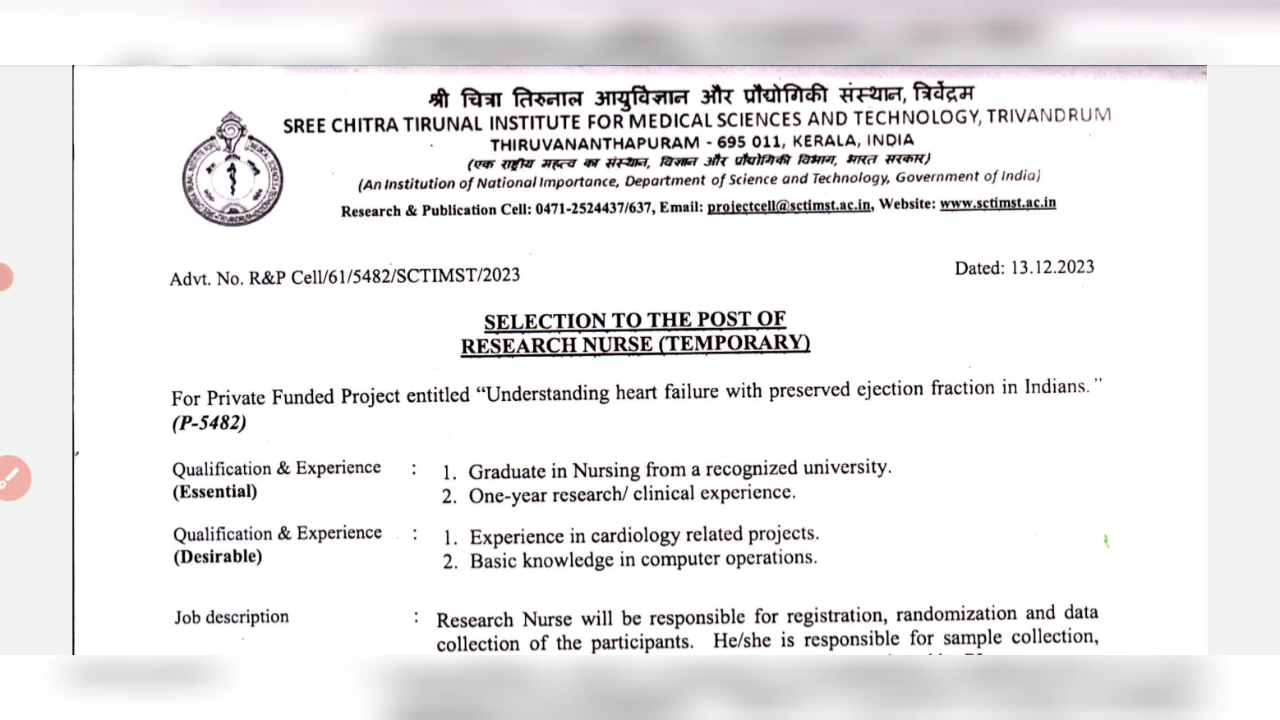 श्री चित्रा तिरुनाल आयुर्विज्ञान और प्रौद्योगिकी संस्थान, त्रिवेंद्रम
SREE CHITRA TIRUNAL INSTITUTE FOR MEDICAL SCIENCES AND TECHNOLOGY, TRIVANDRUM
THIRUVANANTHAPURAM - 695 011, KERALA, INDIA
(एक राष्ट्रीय महत्व का संस्थान, विज्ञान और प्रौद्योगिकी विभाग, भारत सरकार)
(An Institution of National Importance, Department of Science and Technology, Government of India)
Research & Publication Cell: 0471-2524437/637, Email: projectcell@sctimst.ac.in, Website: www.sctimst.ac.in
Advt. No. R&P Cell/61/5482/SCTIMST/2023 Dated: 13.12.2023
SELECTION TO THE POST OF
RESEARCH NURSE (TEMPORARY)
For Private Funded Project entitled “Understanding heart failure with preserved ejection fraction in Indians.”
(P-5482)
Qualification & Experience : 1. Graduate in Nursing from a recognized university.
(Essential) 2. One-year research/ clinical experience.
Qualification & Experience : 1. Experience in cardiology related projects.
(Desirable) 2. Basic knowledge in computer operations.
Job description : Research Nurse will be responsible for registration, randomization and data
collection of the participants. He/she is responsible for sample collection,